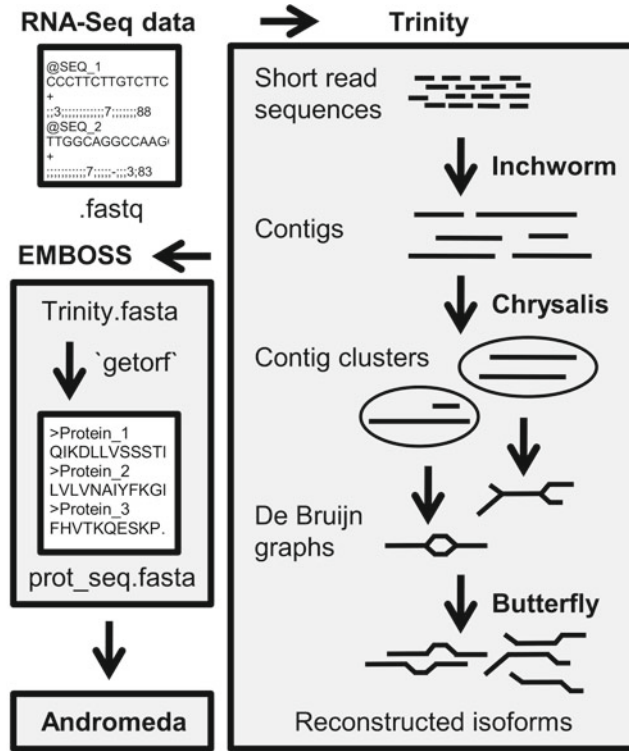 RNA-Seq data
Trinity
@SEQ_1
CCCTTCTTGTCTTC
+
;;3;;;;;;;;;;;;7;;;;;;;88
@SEQ_2
TTGGCAGGCCAAG
+
;;;;;;;;;;;;7;;;;;-;;;3;83
.fastq
Short read
sequences
Inchworm
Contigs
Chrysalis
Contig clusters
De Bruijn
graphs
Butterfly
Reconstructed isoforms
EMBOSS
Trinity.fasta
`getorf`
>Protein_1
QIKDLLVSSSTI
>Protein_2
LVLVNAIYFKGI
>Protein_3
FHVTKQESKP.
prot_seq.fasta
Andromeda